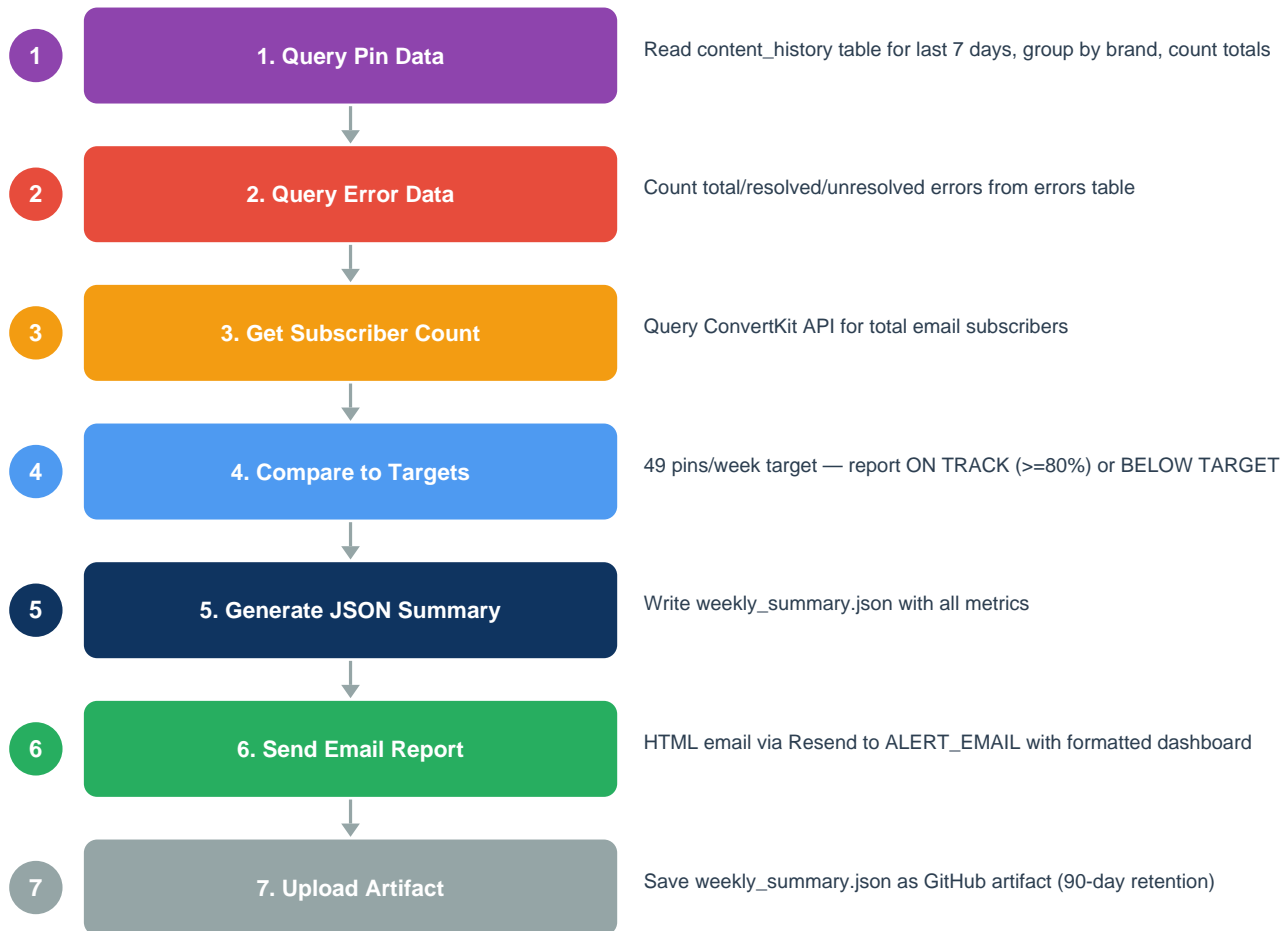 1
1. Query Pin Data
Read content_history table for last 7 days, group by brand, count totals
2
2. Query Error Data
Count total/resolved/unresolved errors from errors table
3
3. Get Subscriber Count
Query ConvertKit API for total email subscribers
4
4. Compare to Targets
49 pins/week target — report ON TRACK (>=80%) or BELOW TARGET
5
5. Generate JSON Summary
Write weekly_summary.json with all metrics
6
6. Send Email Report
HTML email via Resend to ALERT_EMAIL with formatted dashboard
7
7. Upload Artifact
Save weekly_summary.json as GitHub artifact (90-day retention)